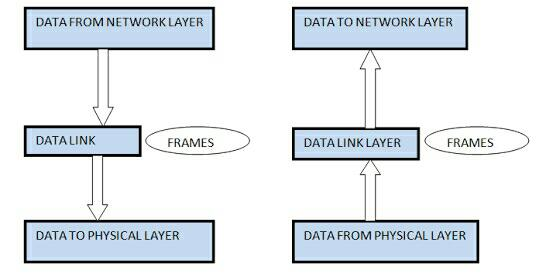 DATA FROM NETWORK LAYER
DATA TO NETWORK LAYER
DATA LINK
FRAMES
DATA LINK LAYER
FRAMES
DATA TO PHYSICAL LAYER
DATA FROM PHYSICAL LAYER